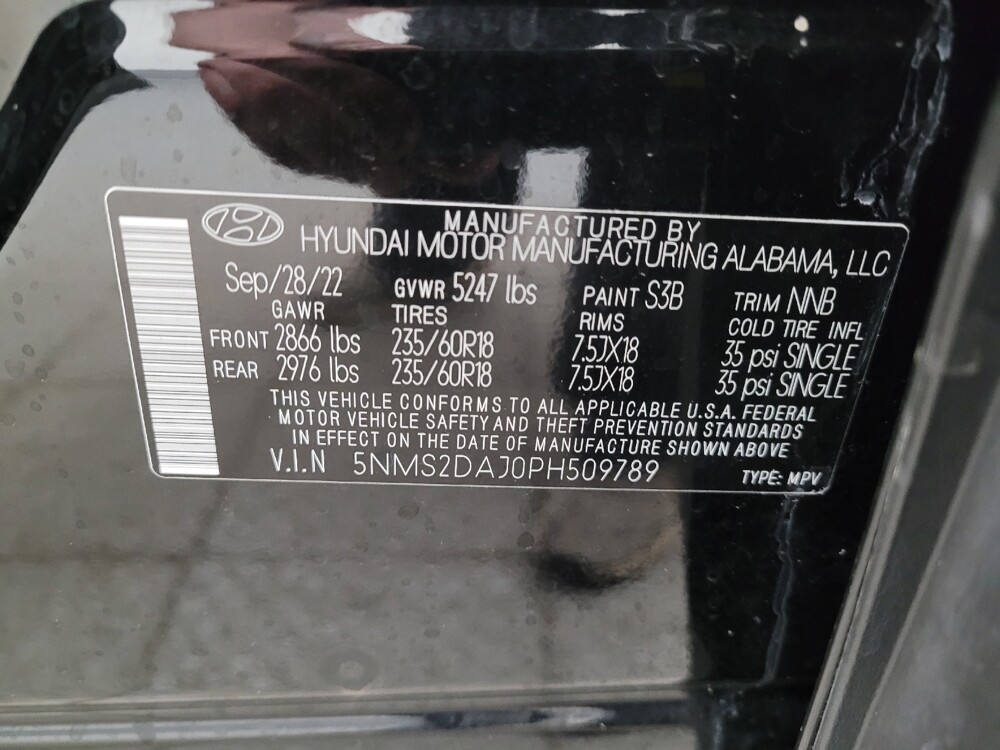 MANUFACTURED BY
HYUNDAI MOTOR MANUFACTURING ALABAMA, LLC
Sep/28/22 GVWR 5247 lbs PAINT S3B TRIM NNB
GAWR TIRES RIMS COLD TIRE INFL
FRONT 2866 lbs 235/60R18 7.5JX18 35 psi SINGLE
REAR 2976 lbs 235/60R18 7.5JX18 35 psi SINGLE
THIS VEHICLE CONFORMS TO ALL APPLICABLE U.S.A. FEDERAL
MOTOR VEHICLE SAFETY AND THEFT PREVENTION STANDARDS
IN EFFECT ON THE DATE OF MANUFACTURE SHOWN ABOVE
V.I.N 5NMS2DAJ0PH509789 TYPE: MPV